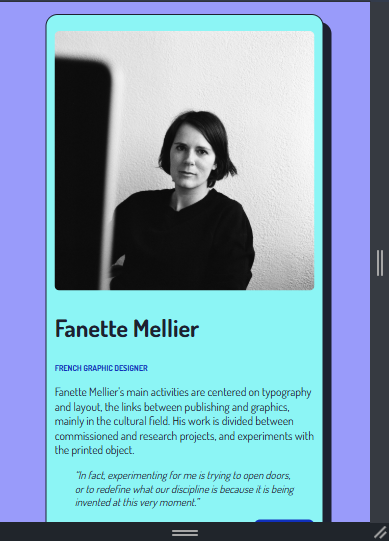 Fanette Mellier
FRENCH GRAPHIC DESIGNER
Fanette Mellier's main activities are centered on typography
and layout, the links between publishing and graphics,
mainly in the cultural field. His work is divided between
commissioned and research projects, and experiments with
the printed object.
"In fact, experimenting for me is trying to open doors,
or to redefine what our discipline is because it is being
invented at this very moment."